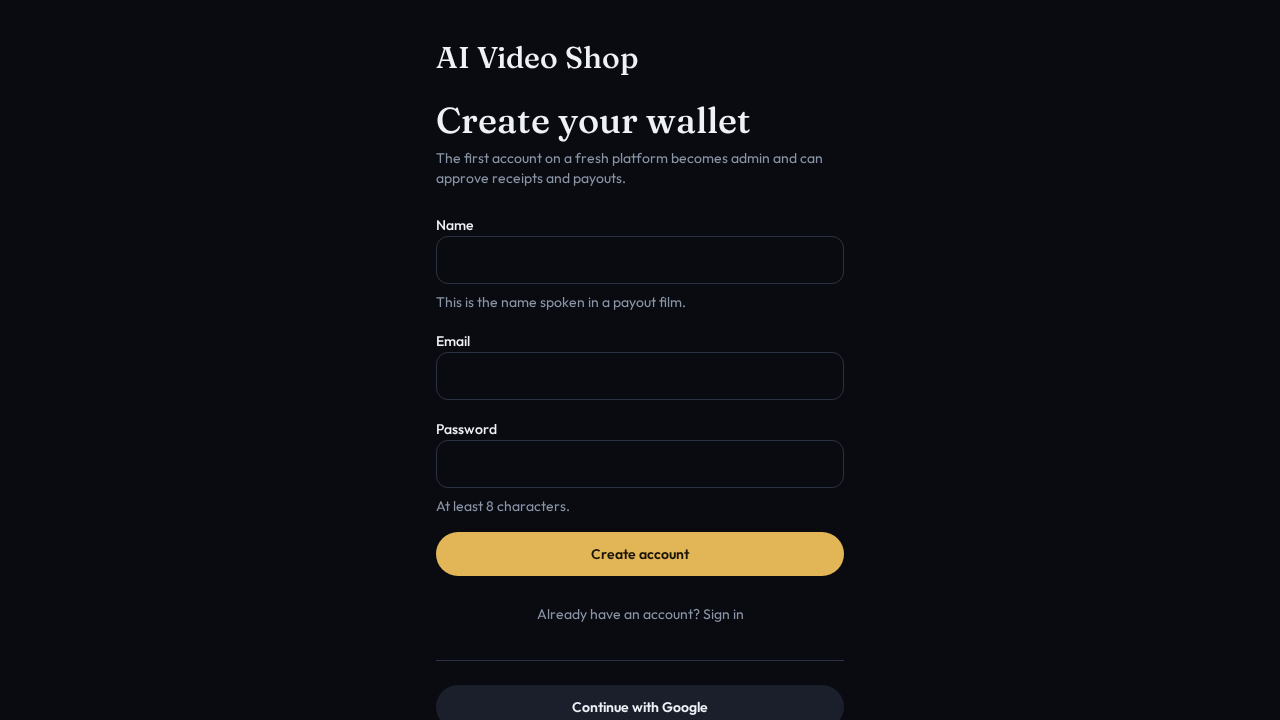 AI Video Shop
Create your wallet
The first account on a fresh platform becomes admin and can
approve receipts and payouts.
Name
This is the name spoken in a payout film.
Email
Password
At least 8 characters.
Create account
Already have an account? Sign in
Continue with Google